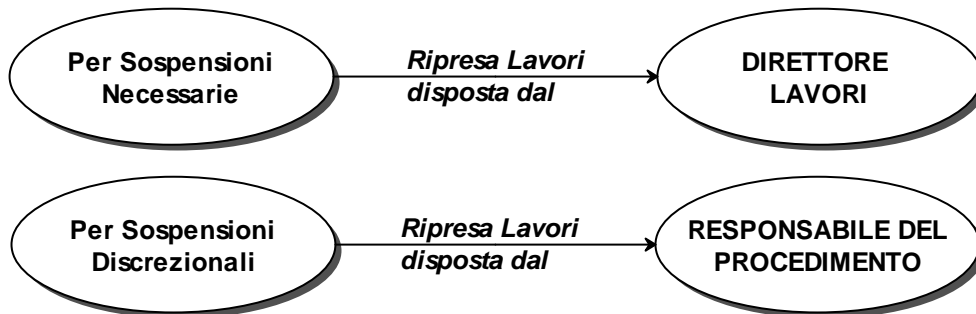 Per Sospensioni
Necessarie
Ripresa Lavori
disposta dal
DIRETTORE
LAVORI
Per Sospensioni
Discrezionali
Ripresa Lavori
disposta dal
RESPONSABILE DEL
PROCEDIMENTO